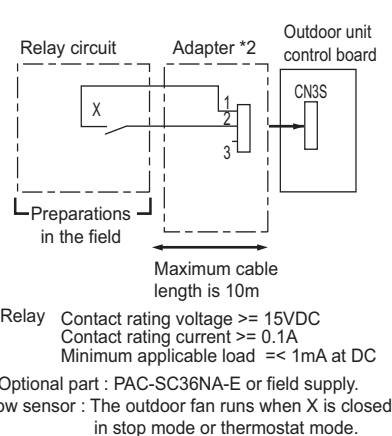 Relay circuit
Adapter *2
Outdoor unit
control board
X
1
2
3
CN3S
Preparations
in the field
Maximum cable
length is 10m
Relay Contact rating voltage >= 15VDC
Contact rating current >= 0.1A
Minimum applicable load =< 1mA at DC
Optional part : PAC-SC36NA-E or field supply.
sensor : The outdoor fan runs when X is closed
in stop mode or thermostat mode.